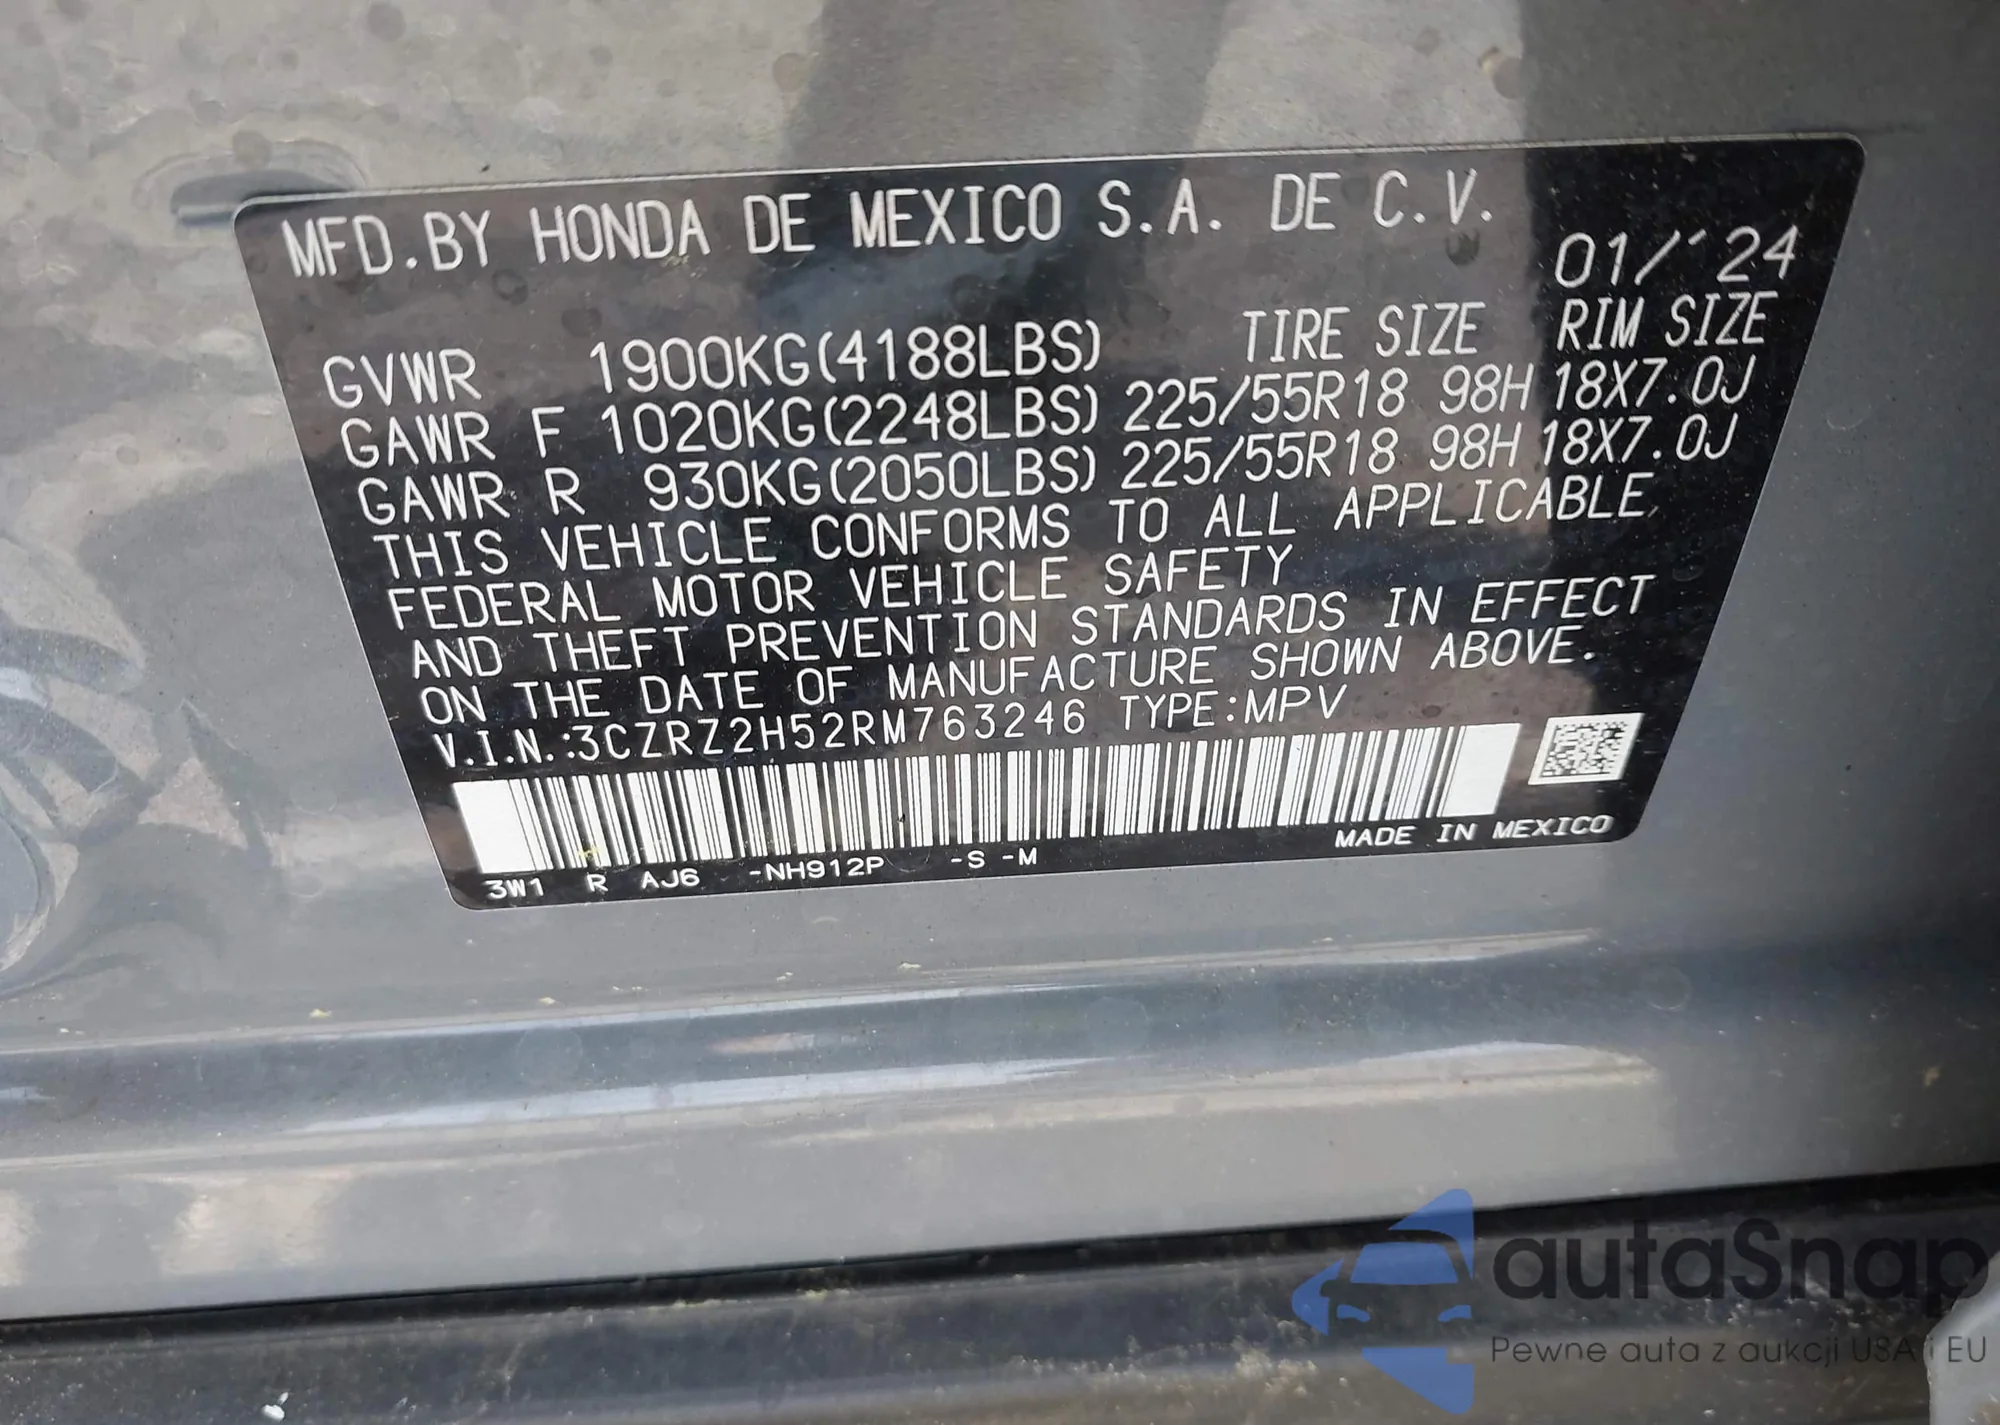 MFD.BY HONDA DE MEXICO S.A. DE C.V.
01/'24
GVWR 1900KG(4188LBS) TIRE SIZE RIM SIZE
GAWR F 1020KG(2248LBS) 225/55R18 98H 18X7.0J
GAWR R 930KG(2050LBS) 225/55R18 98H 18X7.0J
THIS VEHICLE CONFORMS TO ALL APPLICABLE
FEDERAL MOTOR VEHICLE SAFETY
AND THEFT PREVENTION STANDARDS IN EFFECT
ON THE DATE OF MANUFACTURE SHOWN ABOVE.
V.I.N.:3CZRZ2H52RM763246 TYPE:MPV
MADE IN MEXICO
3W1 R AJ6 -NH912P -S -M
autaSnap
Pewne auta z aukcji USA i EU